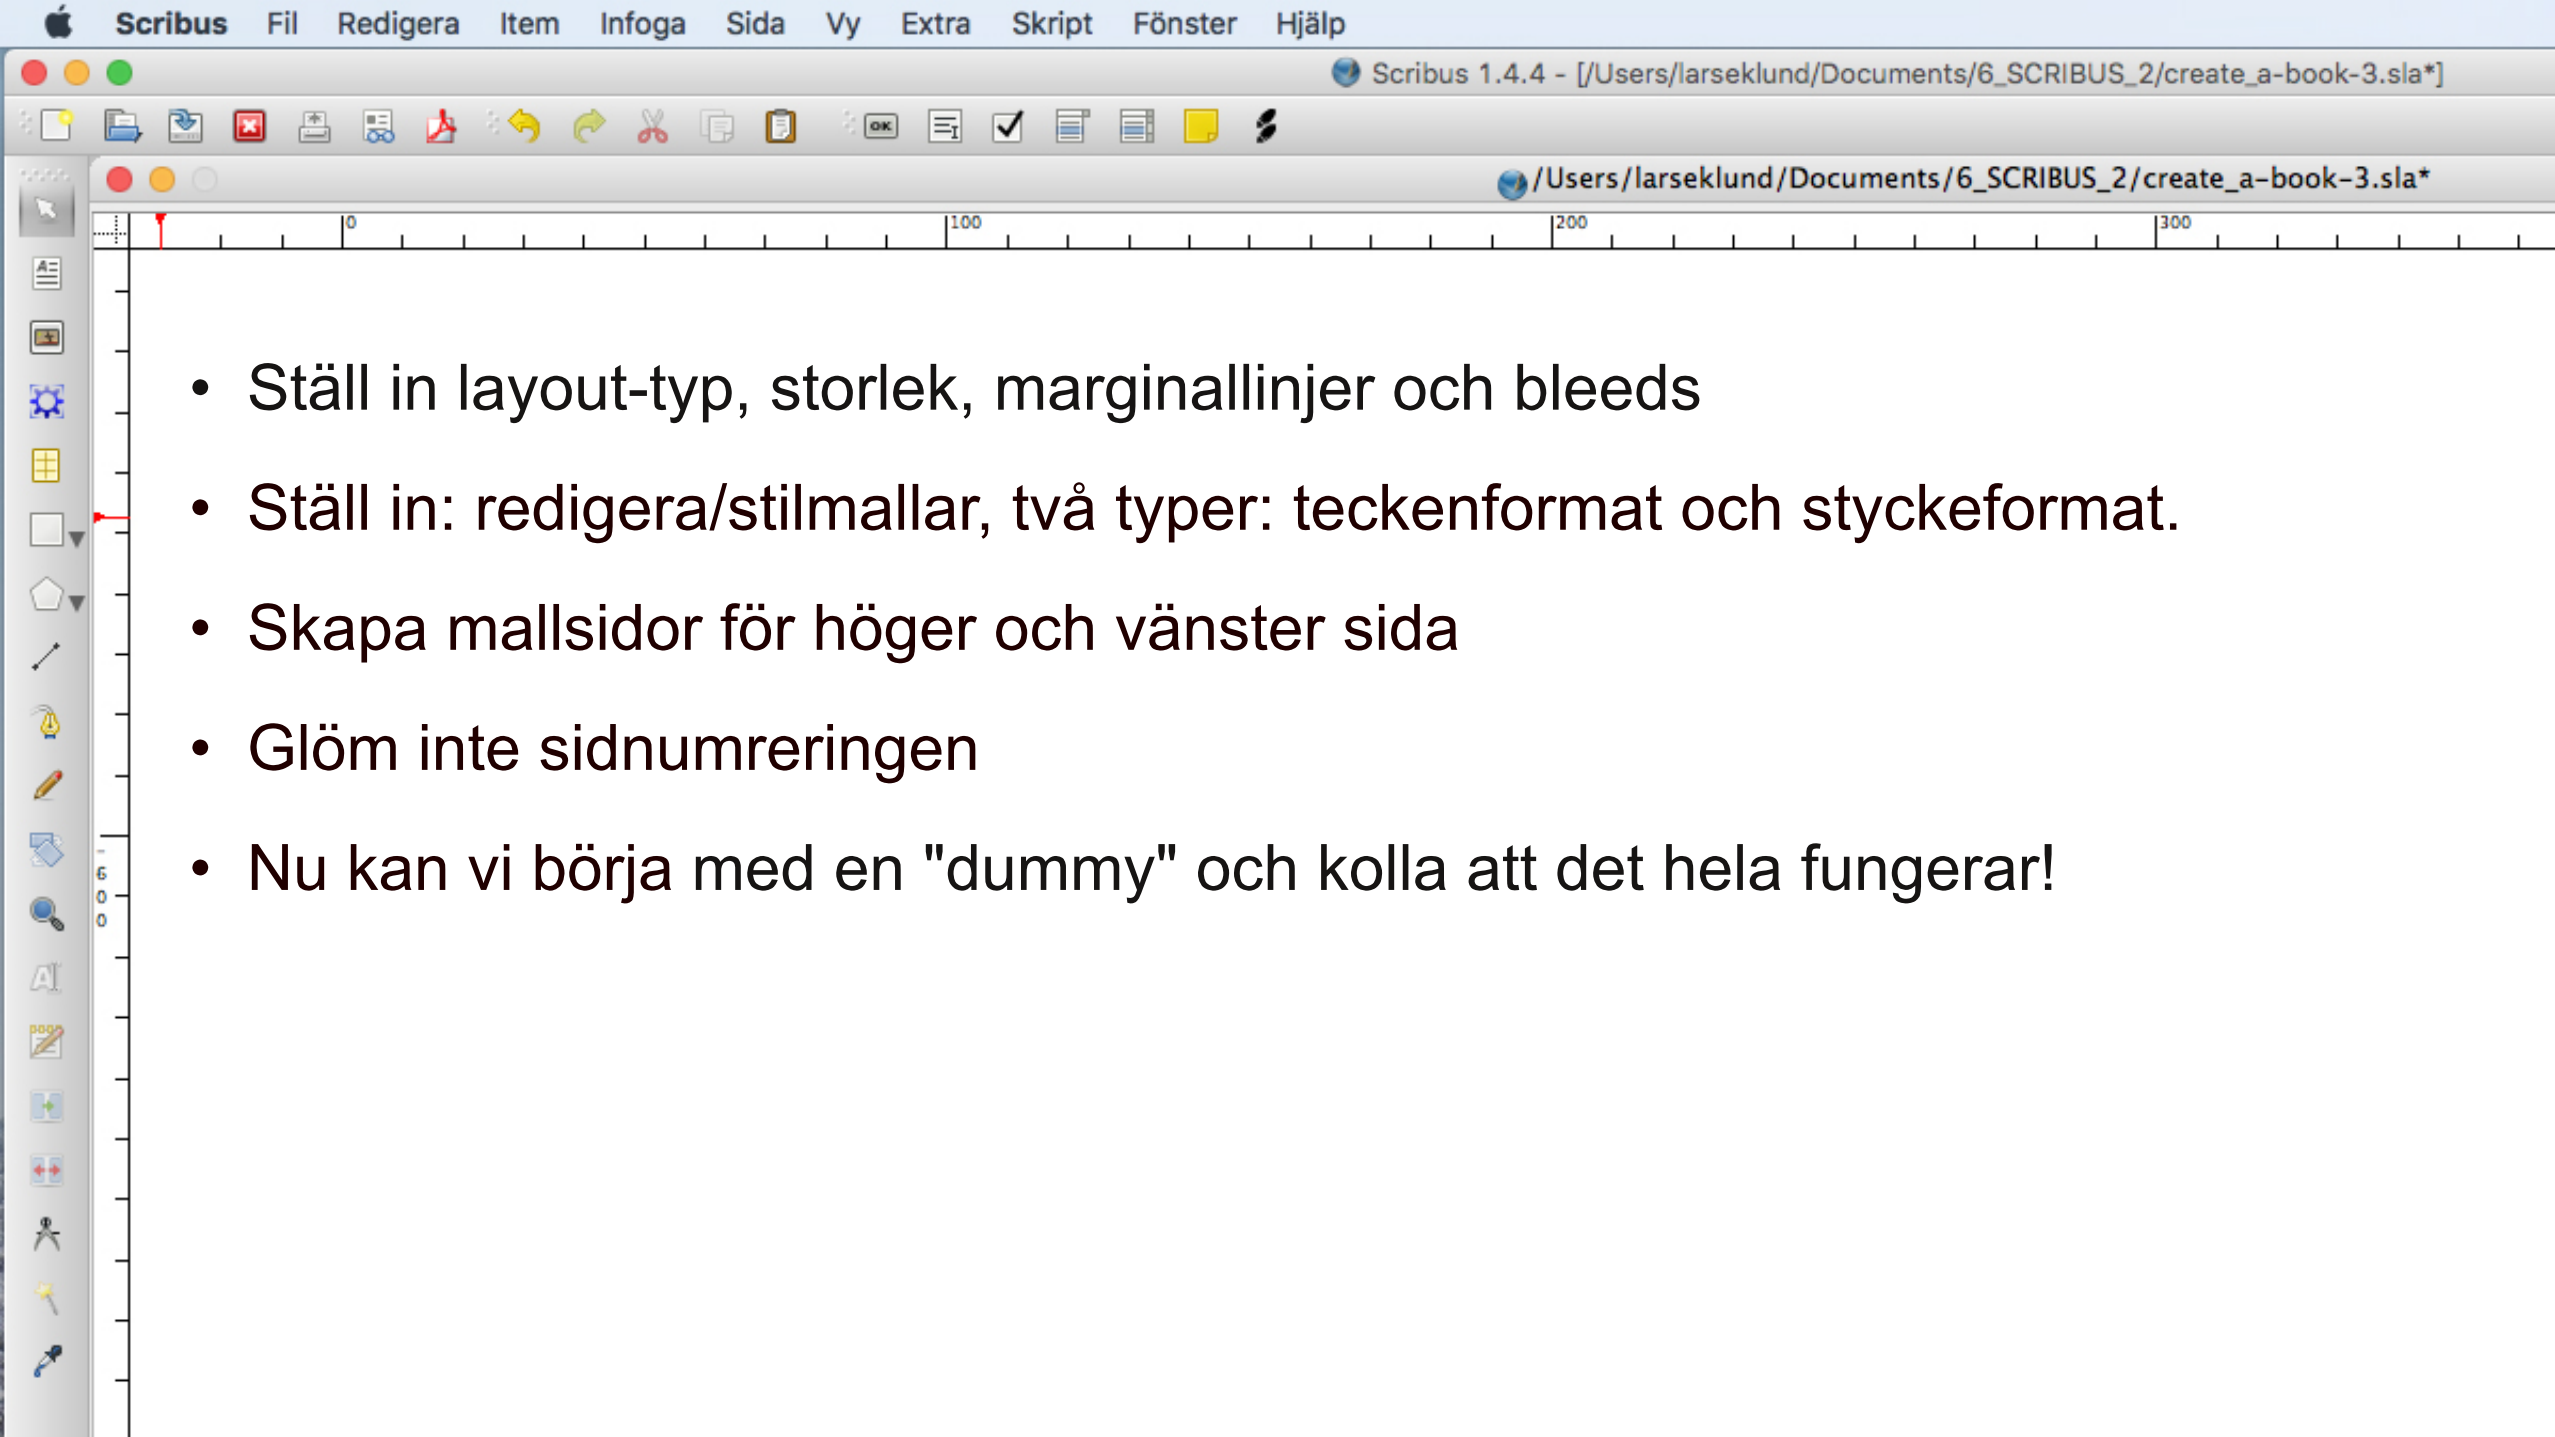 Scribus Fil Redigera Item Infoga Sida Vy Extra Skript Fönster Hjälp
Scribus 1.4.4 - [/Users/larseklund/Documents/6_SCRIBUS_2/create_a-book-3.sla*]
OK
/Users/larseklund/Documents/6_SCRIBUS_2/create_a-book-3.sla*
0 100 200 300
• Ställ in layout-typ, storlek, marginallinjer och bleeds
• Ställ in: redigera/stilmallar, två typer: teckenformat och styckeformat.
• Skapa mallsidor för höger och vänster sida
• Glöm inte sidnumreringen
• Nu kan vi börja med en "dummy" och kolla att det hela fungerar!
-600